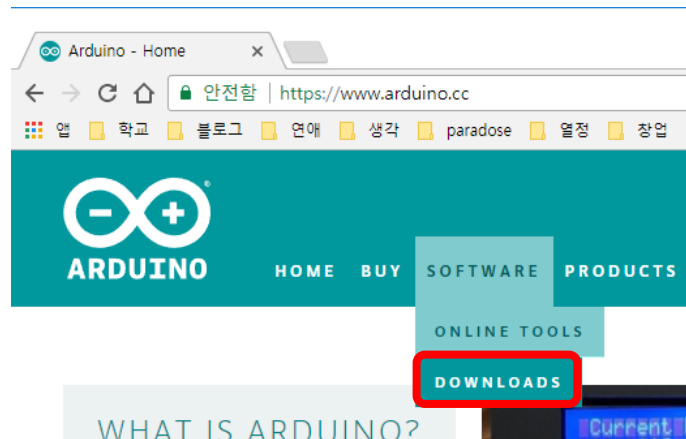 Arduino - Home
안전함 | https://www.arduino.cc
앱 학교 블로그 연애 생각 paradose 열정 창업
ARDUINO
HOME BUY SOFTWARE PRODUCTS
ONLINE TOOLS
DOWNLOADS
WHAT IS ARDUINO?
Current